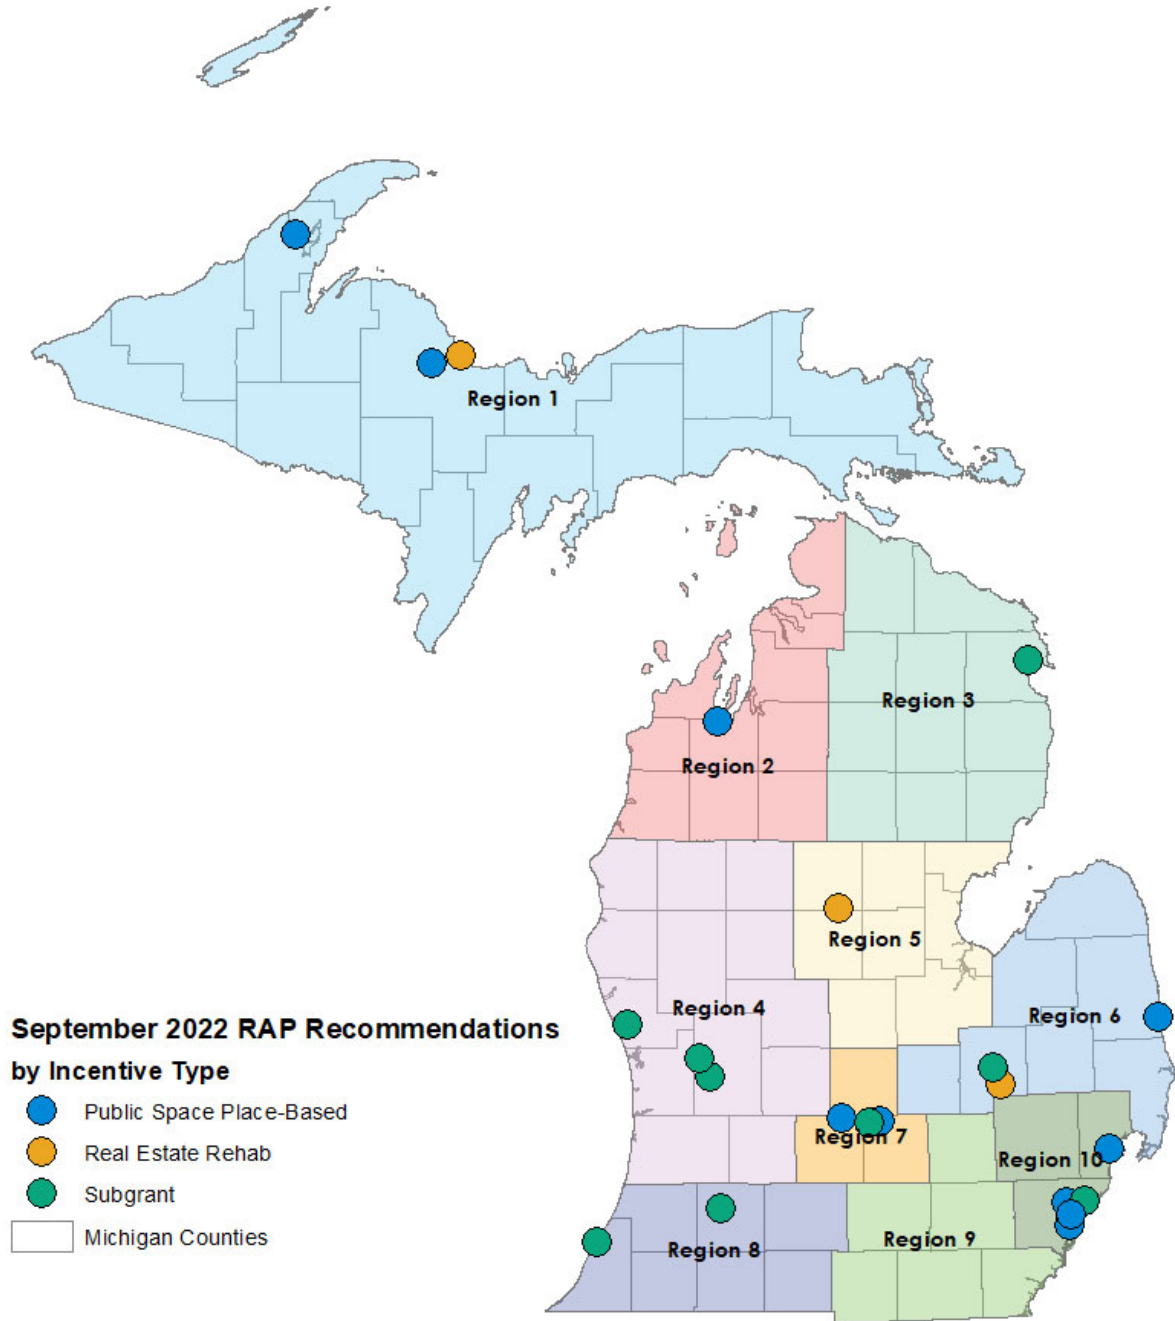 Region 1
Region 3
Region 2
Region 5
Region 4
Region 6
Region 7
Region 10
Region 9
Region 8
September 2022 RAP Recommendations
by Incentive Type
Public Space Place-Based
Real Estate Rehab
Subgrant
Michigan Counties